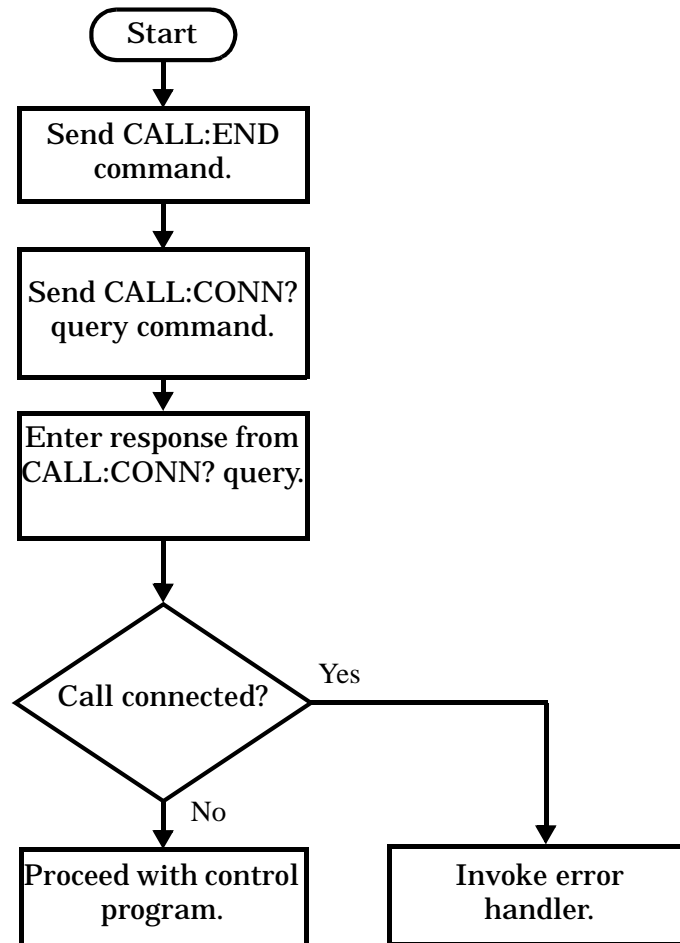 Start
Send CALL:END
command.
Send CALL:CONN?
query command.
Enter response from
CALL:CONN? query.
Call connected?
Yes
No
Proceed with control
program.
Invoke error
handler.